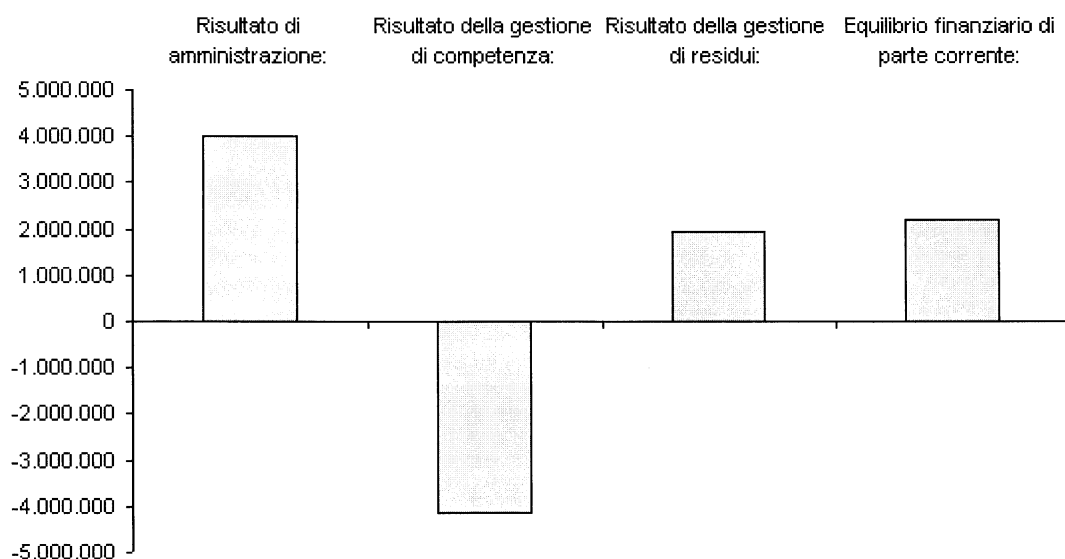 Risultato di
amministrazione:
Risultato della gestione
di competenza:
Risultato della gestione
di residui:
Equilibrio finanziario di
parte corrente:
5.000.000
4.000.000
3.000.000
2.000.000
1.000.000
0
-1.000.000
-2.000.000
-3.000.000
-4.000.000
-5.000.000